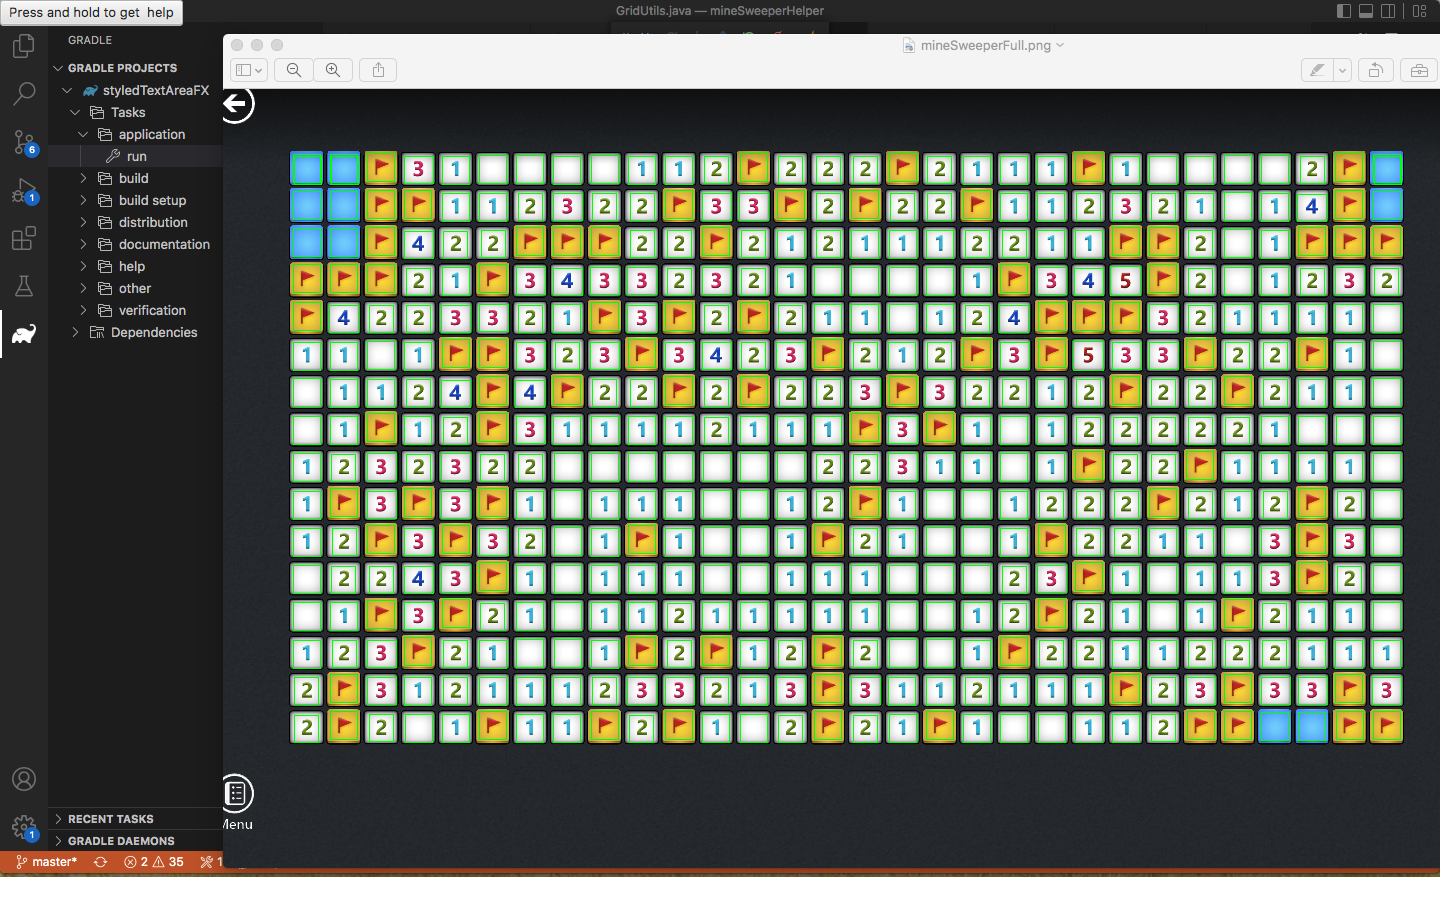 Press and hold to get help
GridUtils.java — mineSweeperHelper
GRADLE
GRADLE PROJECTS
styledTextAreaFX
Tasks
application
run
build
build setup
distribution
documentation
help
other
verification
Dependencies
6
1
1
RECENT TASKS
GRADLE DAEMONS
master*
2 35
1
mineSweeperFull.png
3 1 1 1 2 2 2 2 2 1 1 1 1 2
1 1 2 3 2 2 3 3 2 2 2 1 1 2 3 2 1 1 4
4 2 2 2 2 2 1 2 1 1 1 2 2 1 1 2 1
2 1 3 4 3 3 2 3 2 1 1 3 4 5 2 1 2 3 2
4 2 2 3 3 2 1 3 2 2 1 1 1 2 4 3 2 1 1 1 1
1 1 1 3 2 3 3 4 2 3 2 1 2 3 5 3 3 2 2 1
1 1 2 4 4 2 2 2 2 2 3 3 2 2 1 2 2 2 2 1 1
1 1 2 3 1 1 1 1 2 1 1 1 3 1 1 2 2 2 2 2 1
1 2 3 2 3 2 2 2 2 3 1 1 1 2 2 1 1 1 1
1 3 3 1 1 1 1 1 2 1 1 2 2 2 2 1 2 2
1 2 3 3 2 1 1 1 2 1 1 2 2 1 1 3 3
2 2 4 3 1 1 1 1 1 1 1 2 3 1 1 1 3 2
1 3 2 1 1 1 2 1 1 1 1 1 1 2 2 1 1 2 1 1
1 2 3 2 1 1 2 1 2 2 1 2 2 1 1 2 2 2 1 1 1
2 3 1 2 1 1 1 2 3 3 2 1 3 3 1 1 2 1 1 1 2 3 3 3 3
2 2 1 1 1 2 1 2 2 1 1 1 1 2
Menu